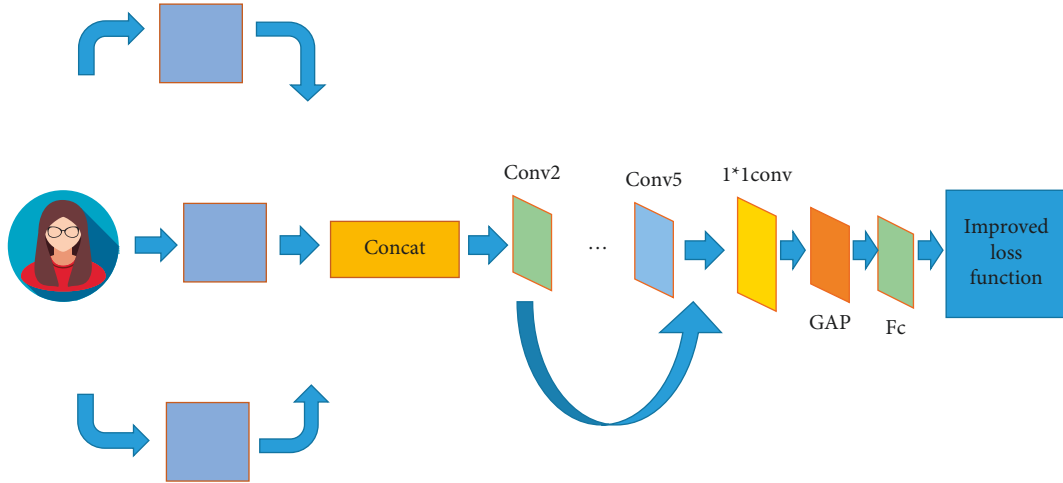 Concat
Conv2
...
Conv5
1*1conv
GAP
Fc
Improved
loss
function